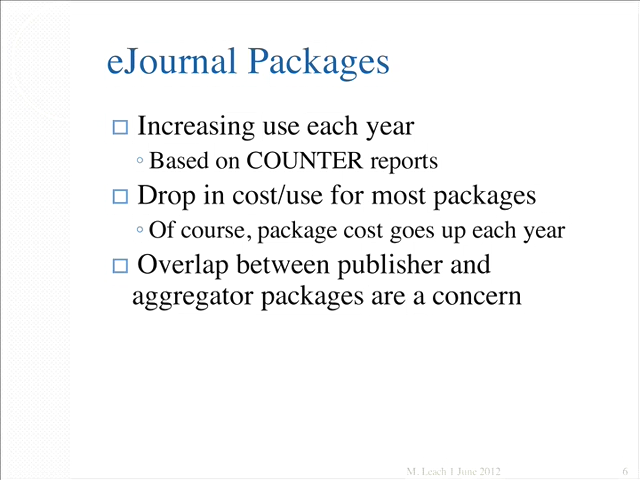 eJournal Packages
□ Increasing use each year
◦ Based on COUNTER reports
□ Drop in cost/use for most packages
◦ Of course, package cost goes up each year
□ Overlap between publisher and
aggregator packages are a concern
M. Leach 1 June 2012 6